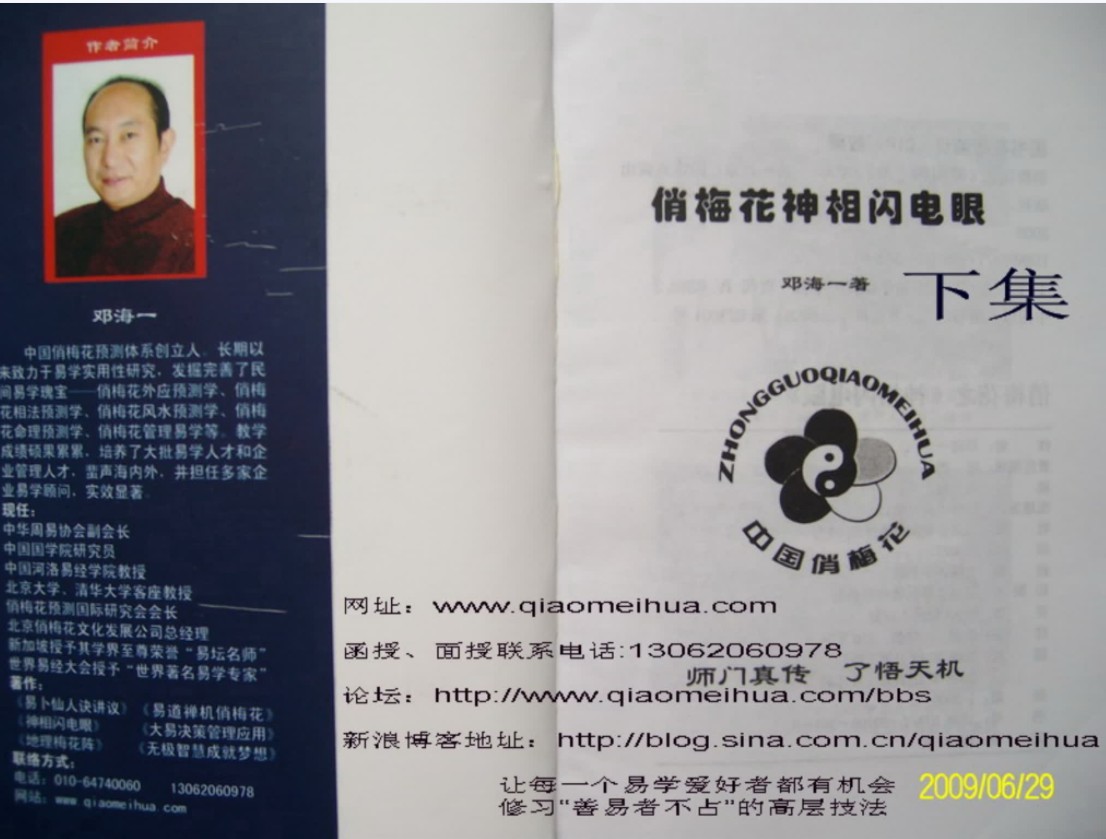 作者简介
邓海一
中国俏梅花预测体系创立人。长期以
来致力于易学实用性研究，发掘完善了民
间易学瑰宝——俏梅花外应预测学、俏梅
花相法预测学、俏梅花风水预测学、俏梅
花命理预测学、俏梅花管理易学等。教学
成绩硕果累累，培养了大批易学人才和企
业管理人才，蜚声海内外，并担任多家企
业易学顾问，实效显著。
现任：
中华周易协会副会长
中国国学院研究员
中国河洛易经学院教授
北京大学、清华大学客座教授
俏梅花预测国际研究会会长
北京俏梅花文化发展公司总经理
新加坡授予其学界至尊荣誉“易坛名师”
世界易经大会授予“世界著名易学专家”
著作：
《易卜仙人诀讲议》 《易道禅机俏梅花》
《神相闪电眼》 《大易决策管理应用》
《地理梅花阵》 《无极智慧成就梦想》
联络方式：
电话：010-64740060 13062060978
网站：www qiaomeihua com
俏梅花神相闪电眼
邓海一著
下集
ZHONGGUOQIAOMEIHUA
中国俏梅花
网址：www.qiaomeihua.com
函授、面授联系电话:13062060978
师门真传 了悟天机
论坛：http://www.qiaomeihua.com/bbs
新浪博客地址：http://blog.sina.com.cn/qiaomeihua
让每一个易学爱好者都有机会
修习"善易者不占"的高层技法
2009/06/29